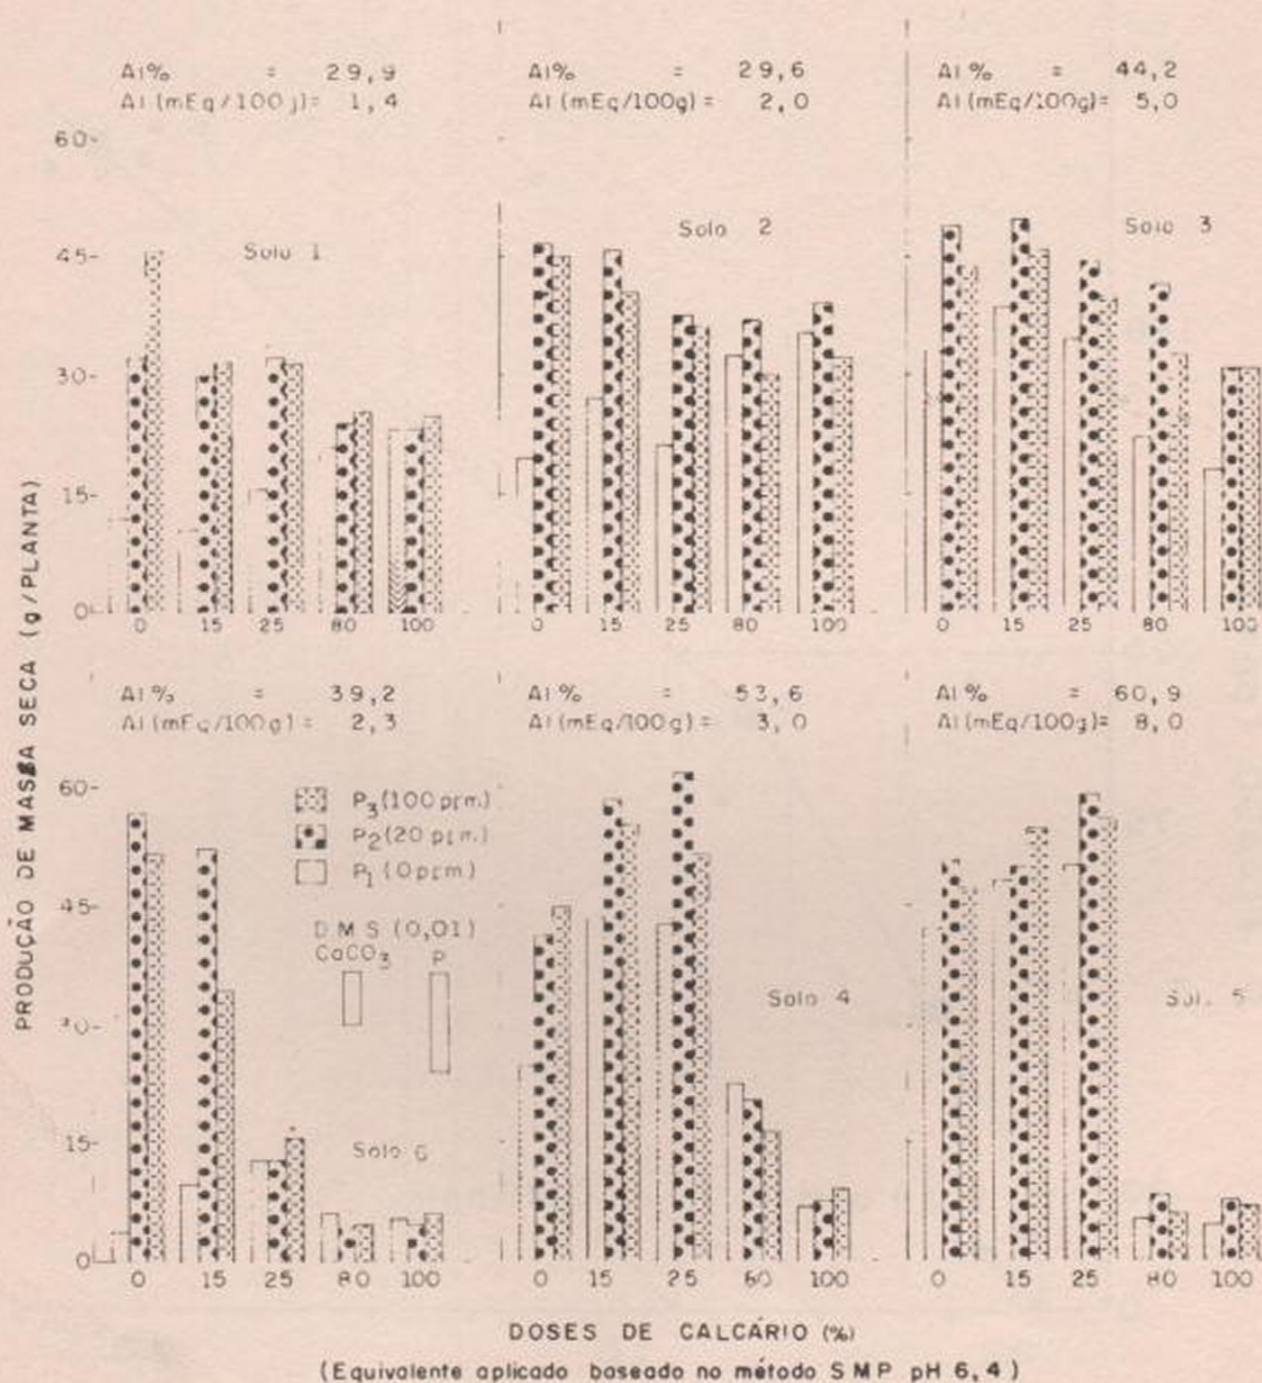 Al% = 29,9
Al (mEq/100g) = 1,4
Al% = 29,6
Al (mEq/100g) = 2,0
Al% = 44,2
Al (mEq/100g) = 5,0
60-
Solo 1
Solo 2
Solo 3
45-
30-
15-
0
0 15 25 80 100
0 15 25 80 100
0 15 25 80 100
PRODUÇÃO DE MASSA SECA (g/PLANTA)
Al% = 39,2
Al (mEq/100g) = 2,3
Al% = 53,6
Al (mEq/100g) = 3,0
Al% = 60,9
Al (mEq/100g) = 8,0
60-
P3 (100 ppm)
P2 (20 ppm)
P1 (0 ppm)
45-
DMS (0,01)
CaCO3 P
Solo 4
Solo 5
30-
15-
Solo 6
0
0 15 25 80 100
0 15 25 60 100
0 15 25 80 100
DOSES DE CALCÁRIO (%)
(Equivalente aplicado baseado no método SMP pH 6,4)